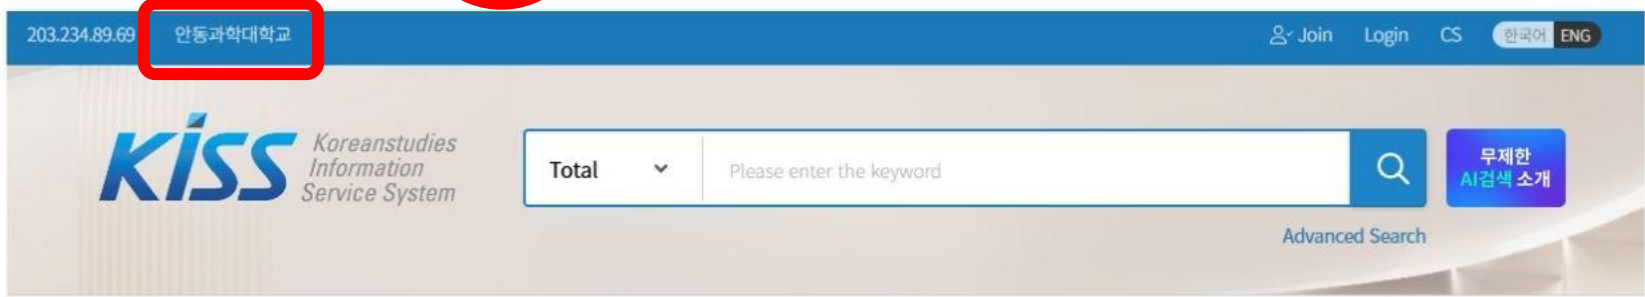 203.234.89.69 안동과학대학교 Join Login CS 한국어 ENG
KISS Koreanstudies
Information
Service System
Total Please enter the keyword
무제한
AI검색 소개
Advanced Search